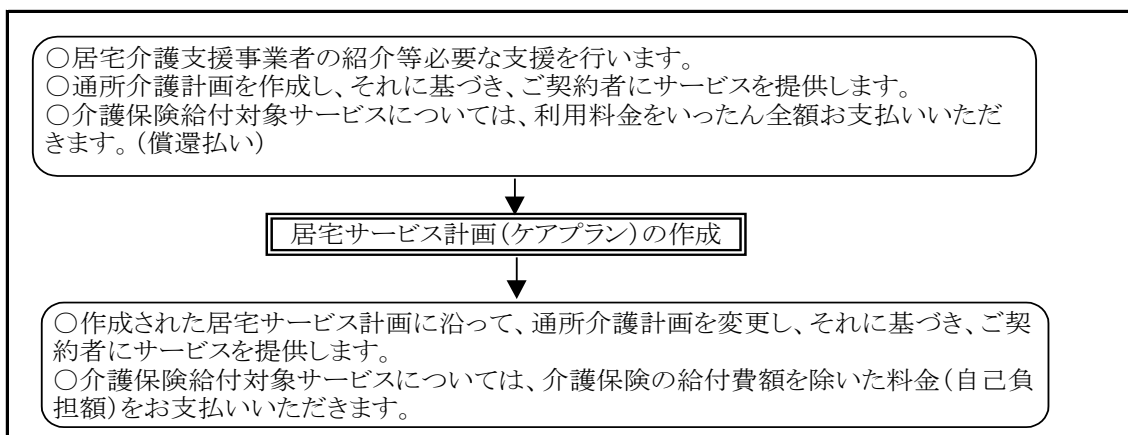 ○居宅介護支援事業者の紹介等必要な支援を行います。
○通所介護計画を作成し、それに基づき、ご契約者にサービスを提供します。
○介護保険給付対象サービスについては、利用料金をいったん全額お支払いいただ
きます。(償還払い)
居宅サービス計画(ケアプラン)の作成
○作成された居宅サービス計画に沿って、通所介護計画を変更し、それに基づき、ご契
約者にサービスを提供します。
○介護保険給付対象サービスについては、介護保険の給付費額を除いた料金(自己負
担額)をお支払いいただきます。